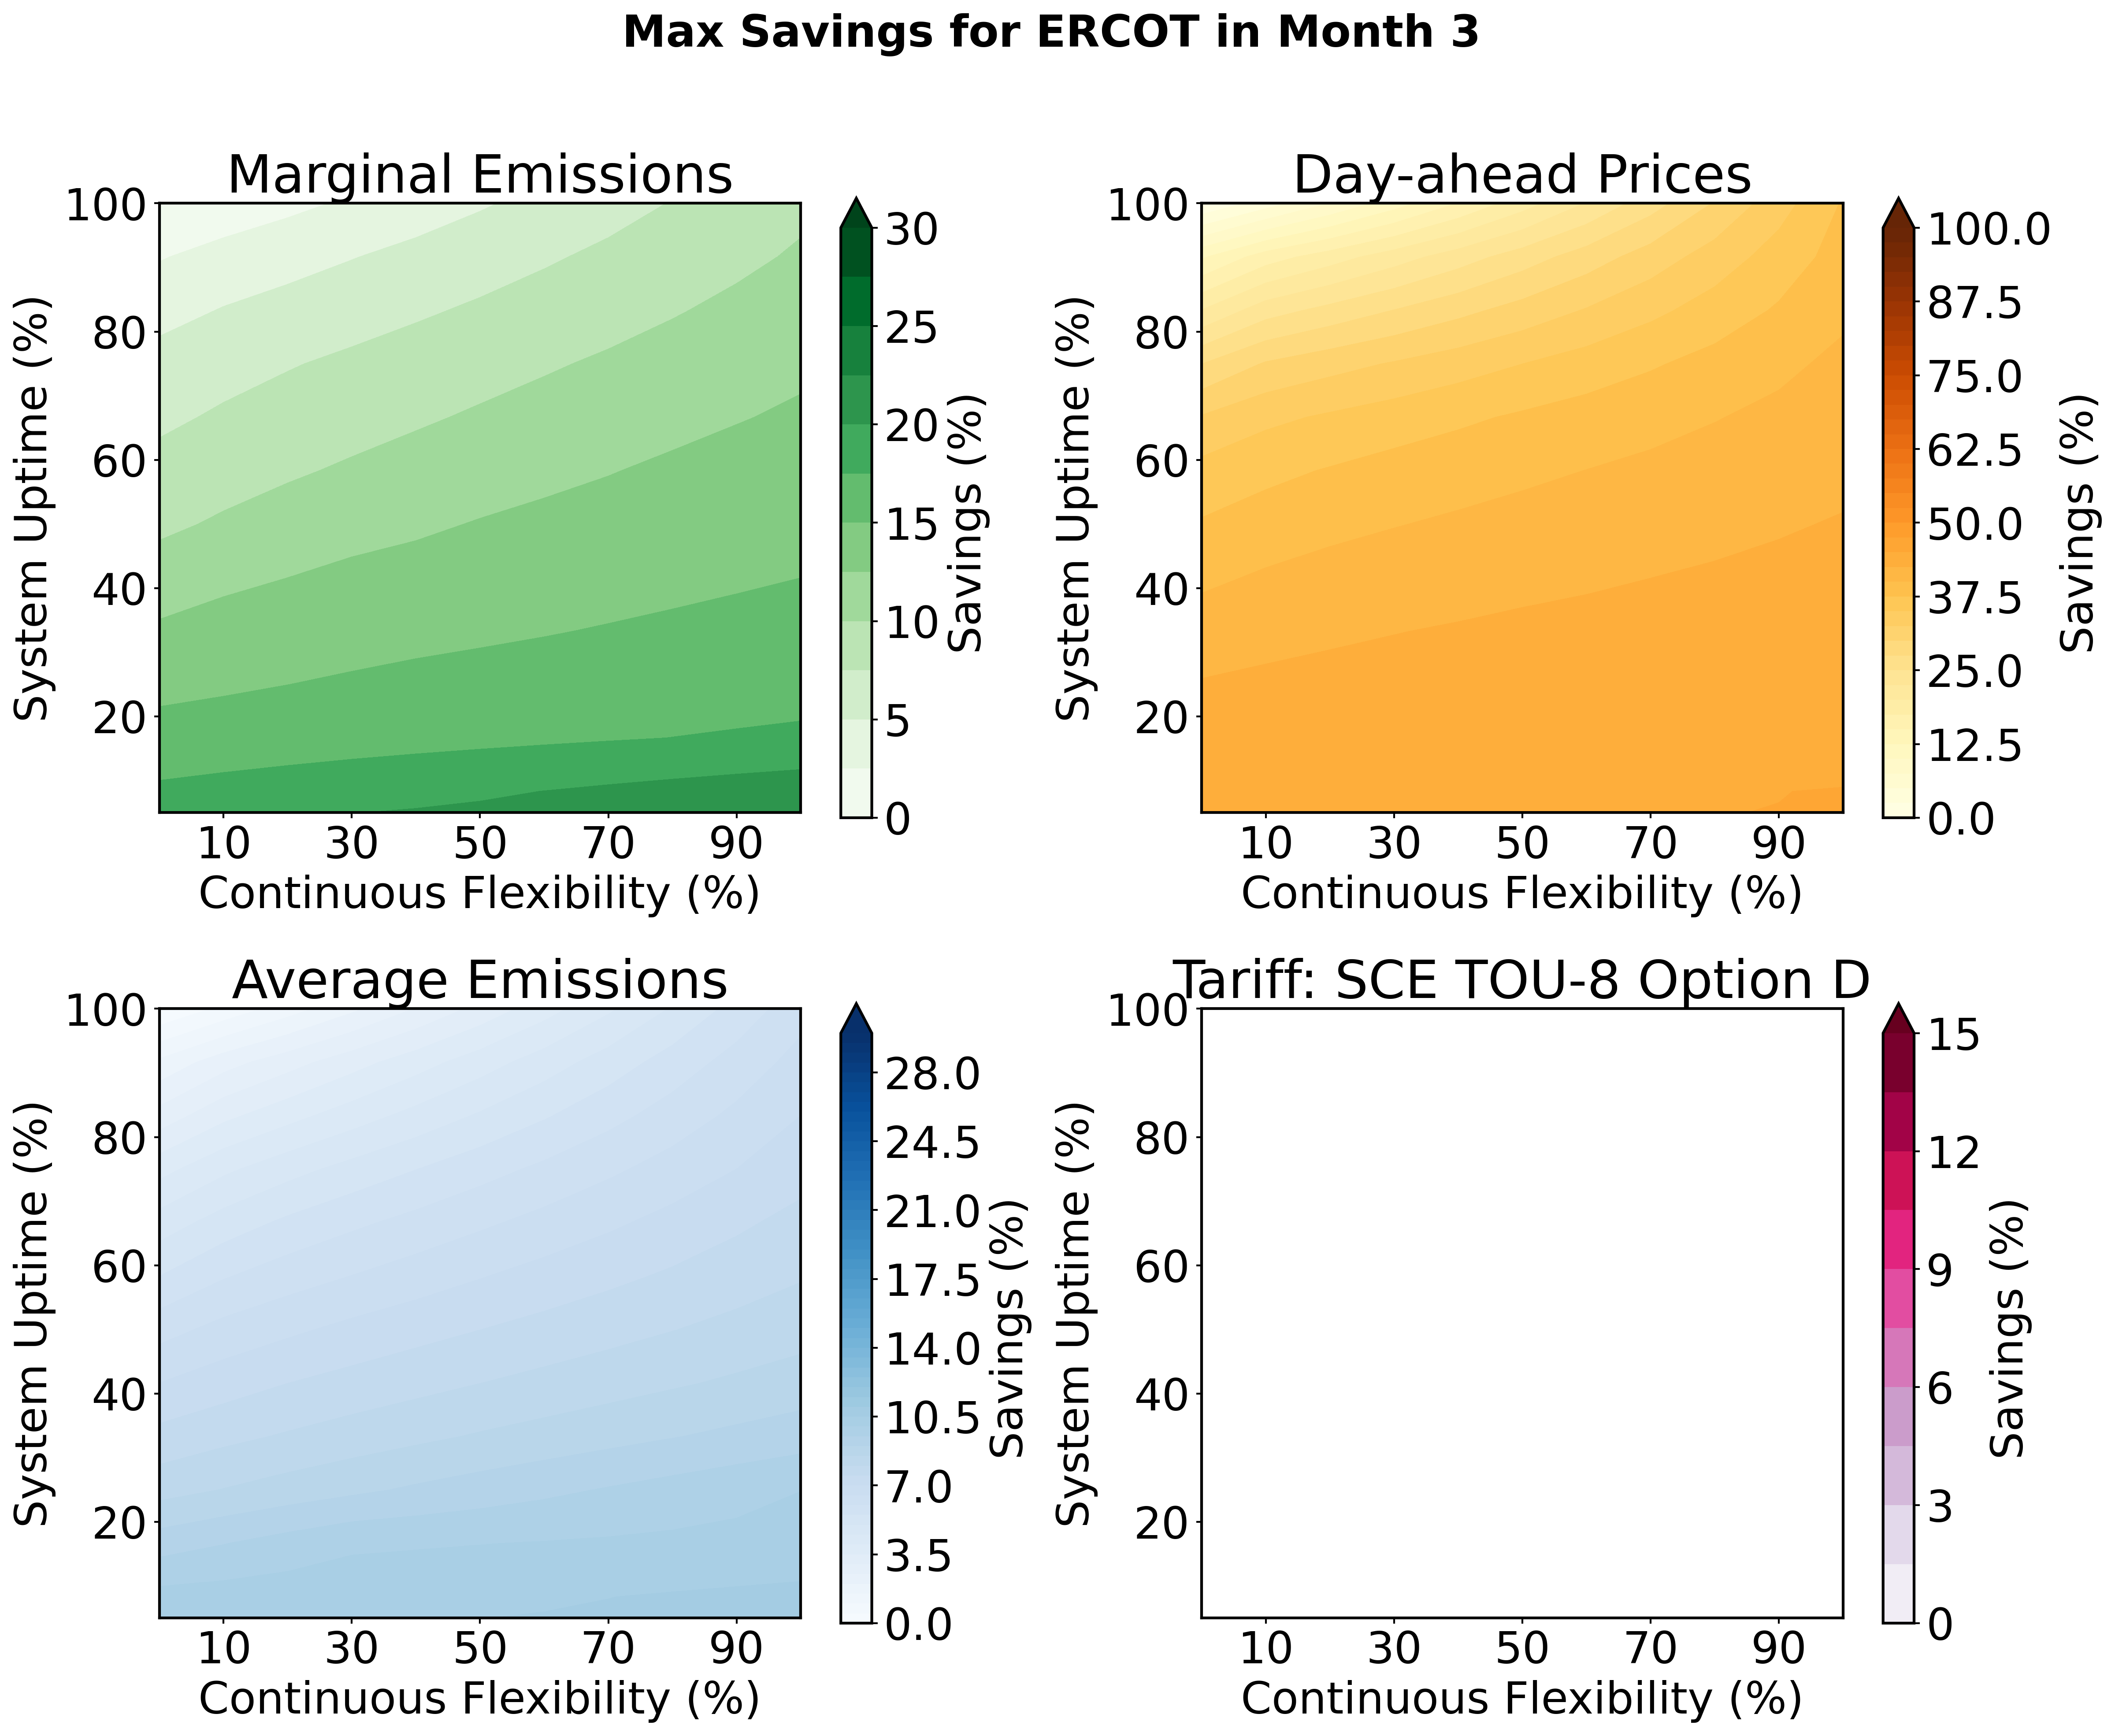 Max Savings for ERCOT in Month 3
Marginal Emissions
System Uptime (%)
100
80
60
40
20
10 30 50 70 90
Continuous Flexibility (%)
30
25
20
15
10
5
0
Savings (%)
Day-ahead Prices
System Uptime (%)
100
80
60
40
20
10 30 50 70 90
Continuous Flexibility (%)
100.0
87.5
75.0
62.5
50.0
37.5
25.0
12.5
0.0
Savings (%)
Average Emissions
System Uptime (%)
100
80
60
40
20
10 30 50 70 90
Continuous Flexibility (%)
28.0
24.5
21.0
17.5
14.0
10.5
7.0
3.5
0.0
Savings (%)
Tariff: SCE TOU-8 Option D
System Uptime (%)
100
80
60
40
20
10 30 50 70 90
Continuous Flexibility (%)
15
12
9
6
3
0
Savings (%)